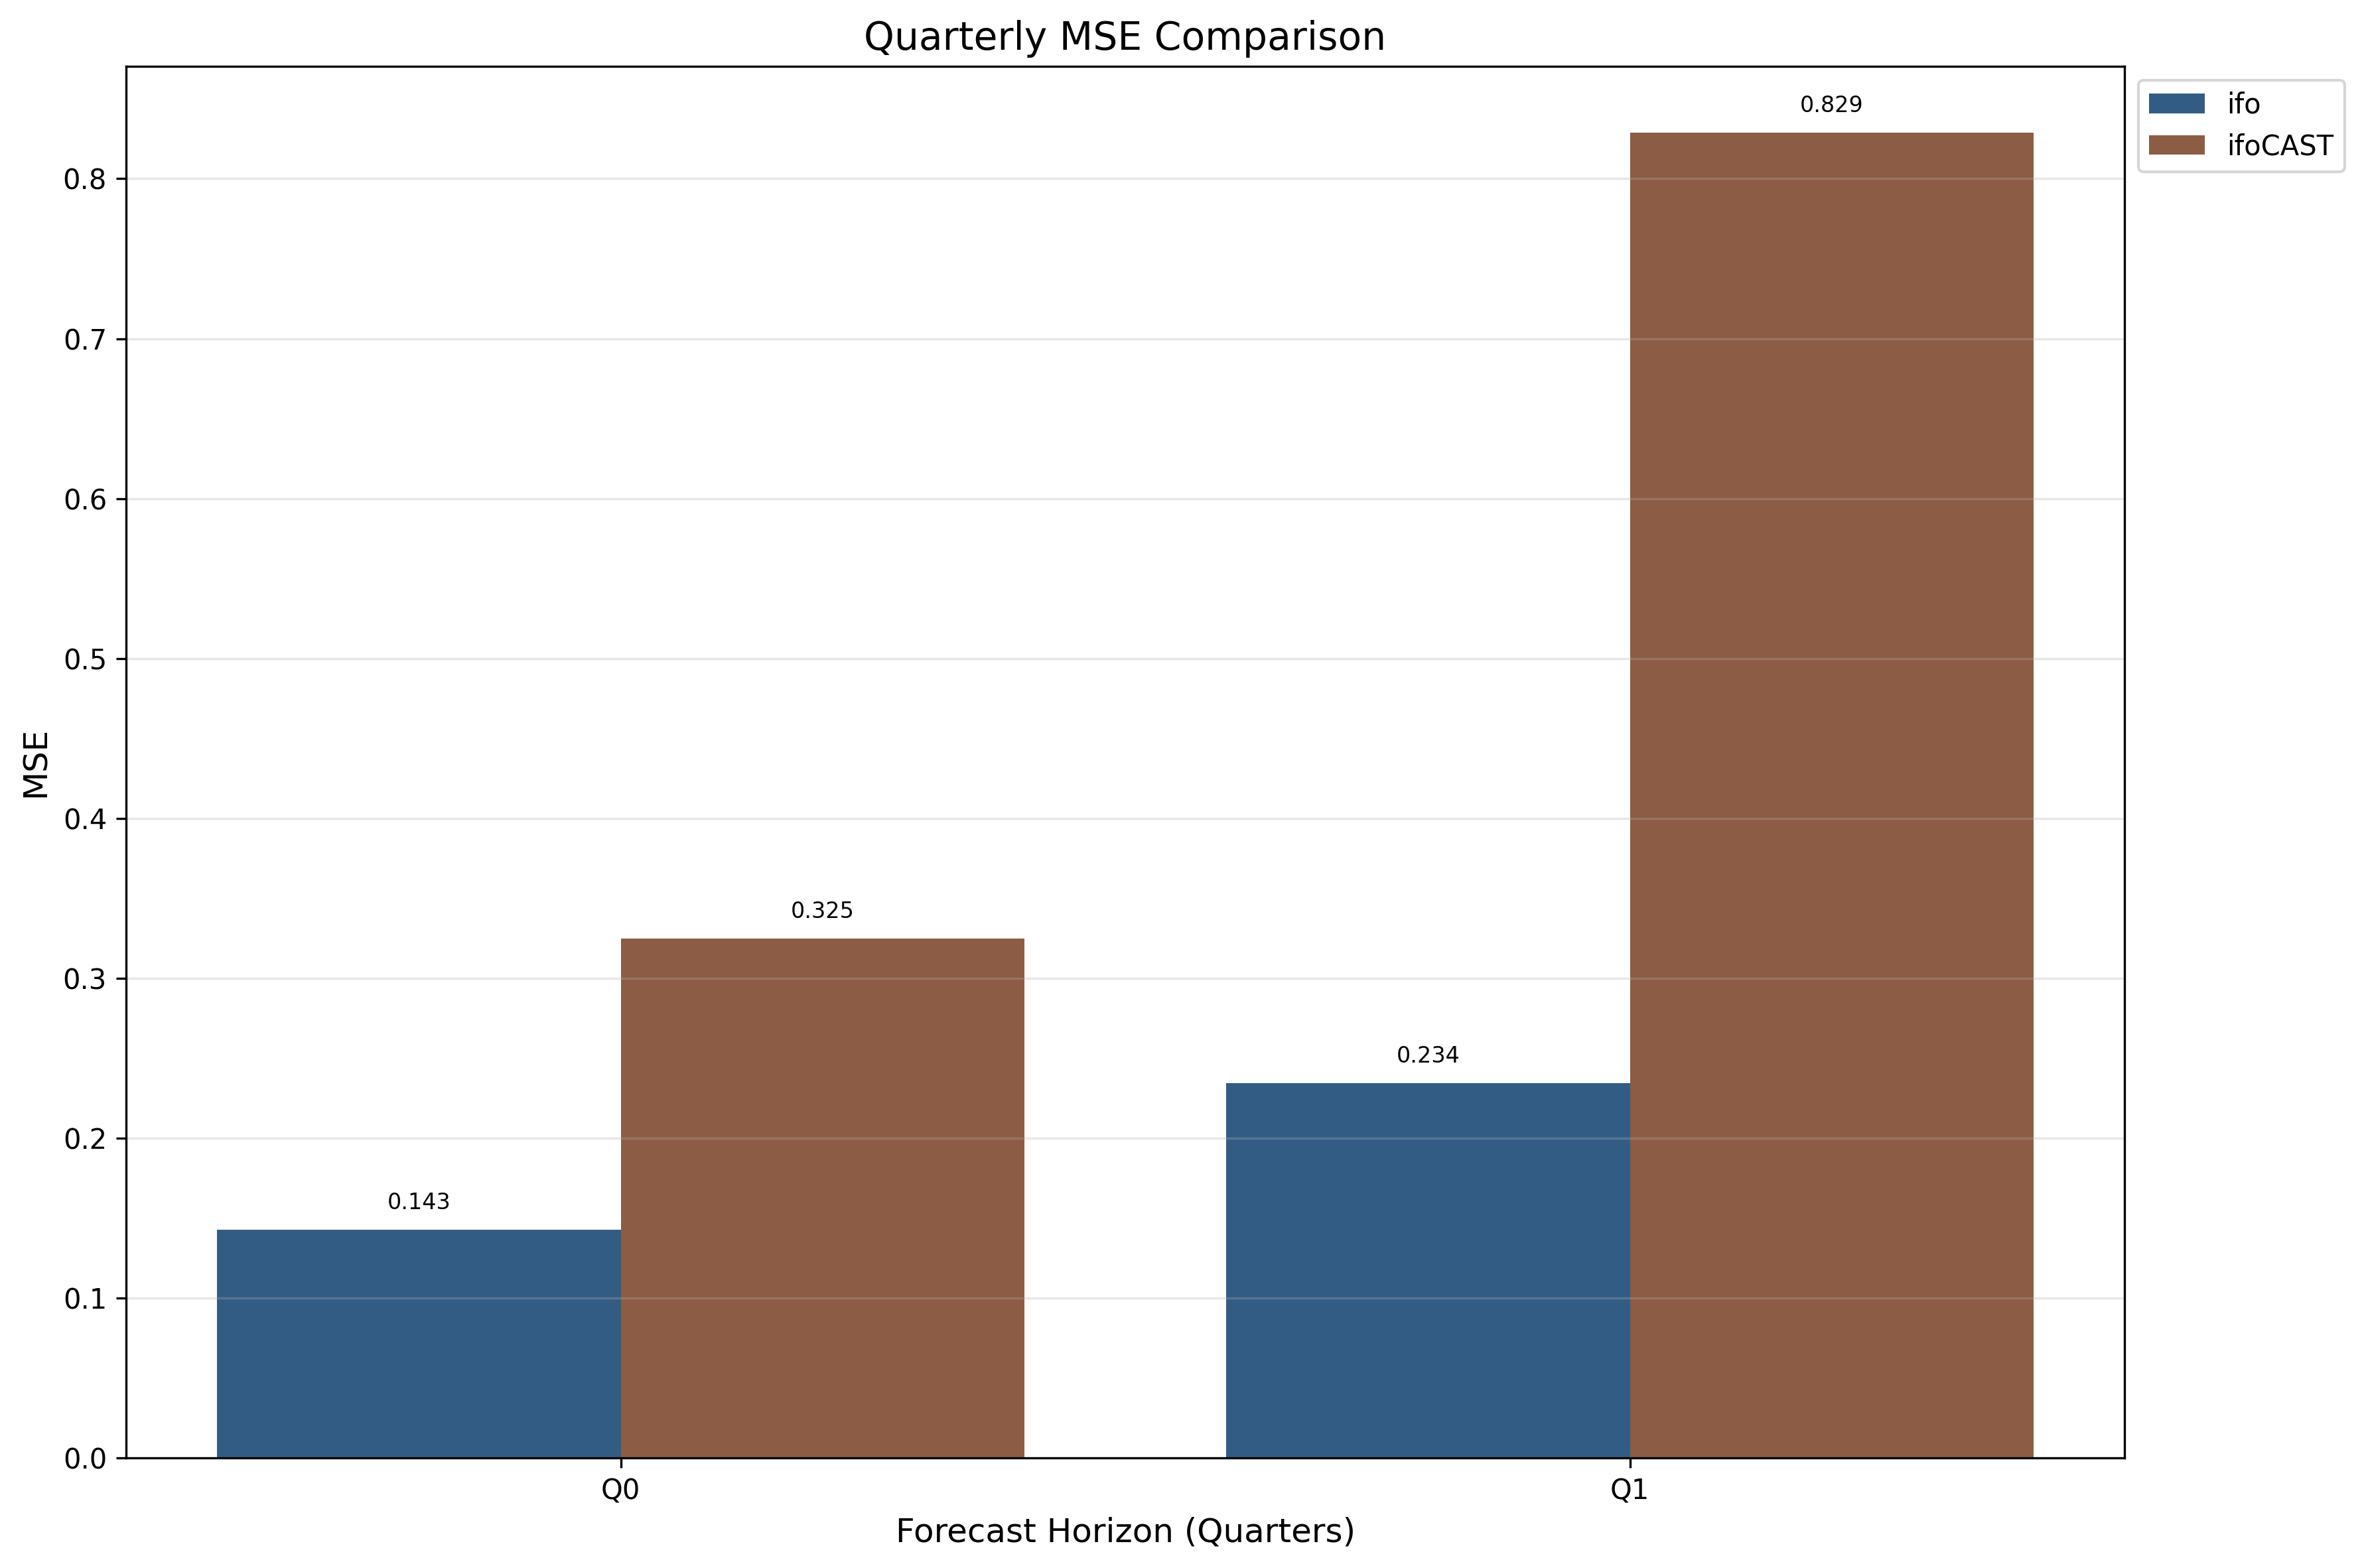 Quarterly MSE Comparison
ifo
ifoCAST
MSE
0.8
0.7
0.6
0.5
0.4
0.3
0.2
0.1
0.0
0.143
0.325
0.234
0.829
Q0
Q1
Forecast Horizon (Quarters)